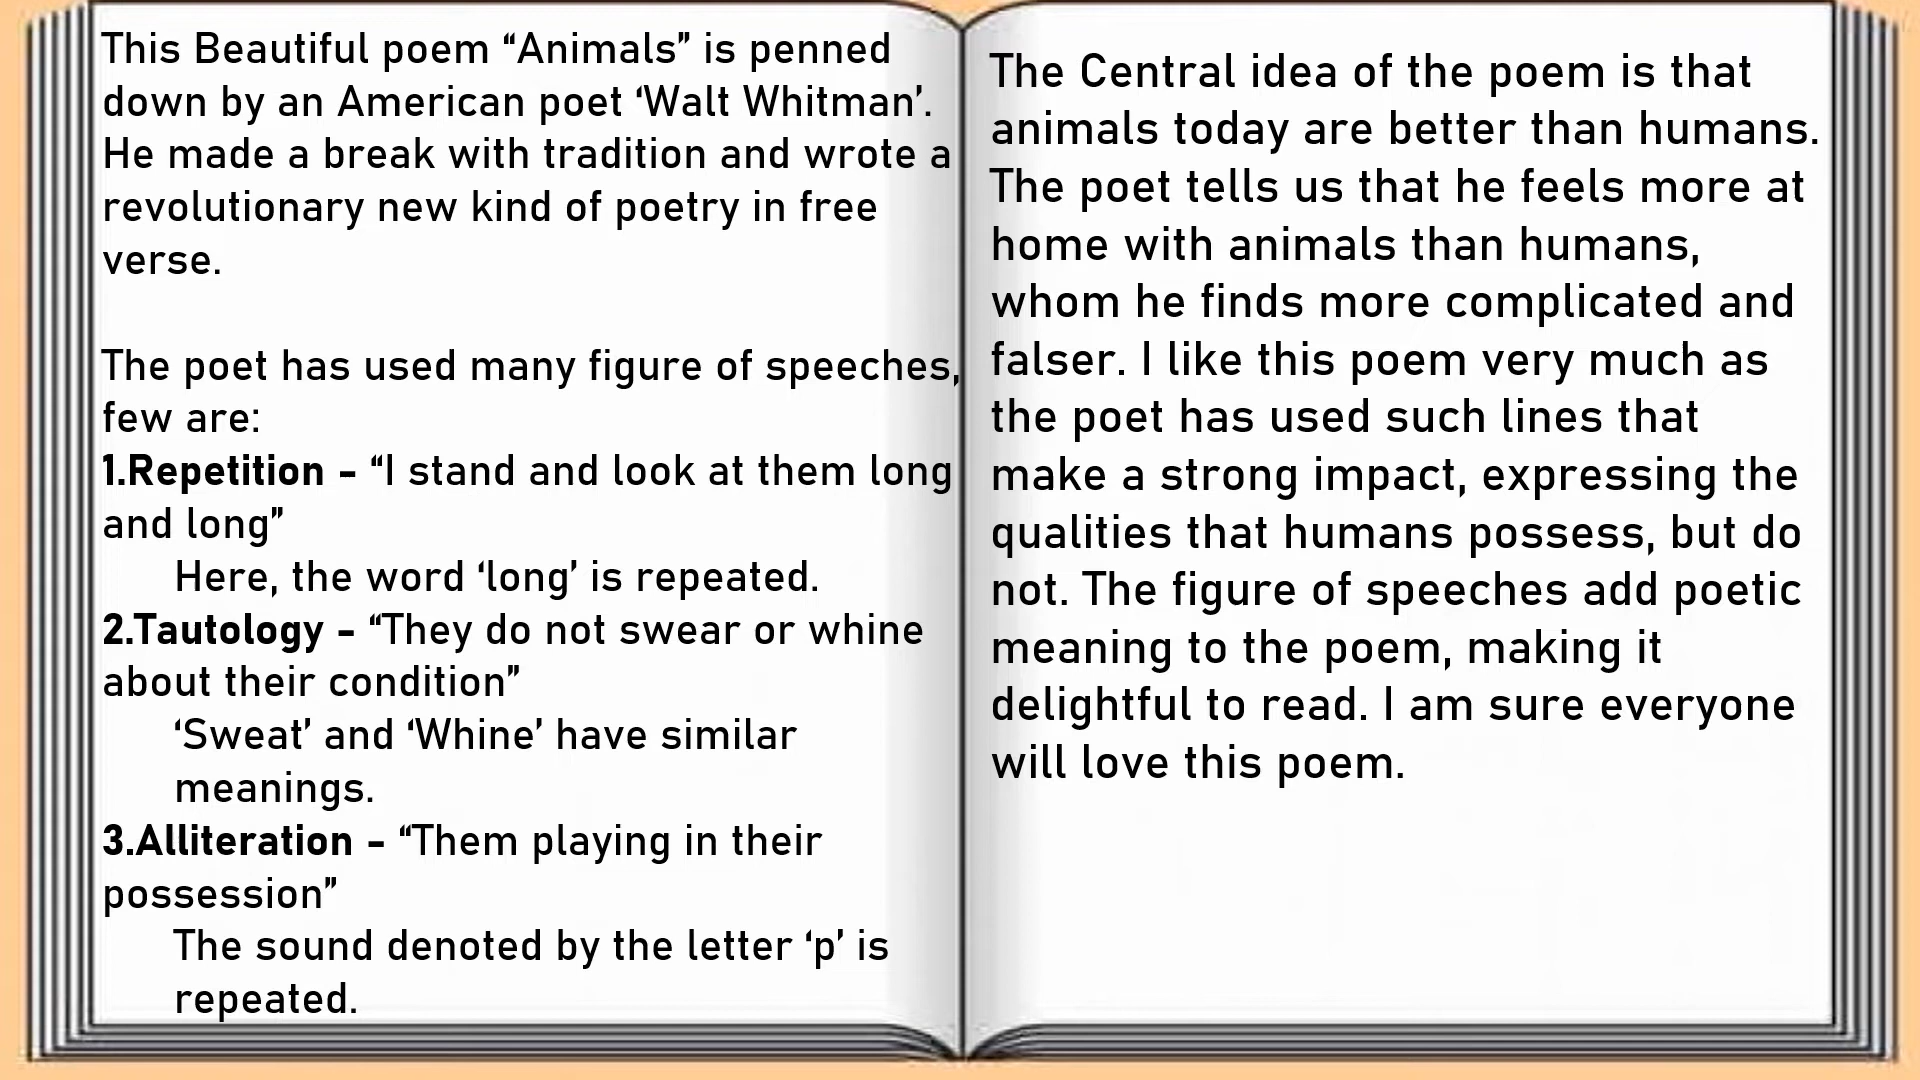 This Beautiful poem “Animals” is penned
down by an American poet ‘Walt Whitman’.
He made a break with tradition and wrote a
revolutionary new kind of poetry in free
verse.
The poet has used many figure of speeches,
few are:
1.Repetition – “I stand and look at them long
and long”
Here, the word ‘long’ is repeated.
2.Tautology – “They do not swear or whine
about their condition”
‘Sweat’ and ‘Whine’ have similar
meanings.
3.Alliteration – “Them playing in their
possession”
The sound denoted by the letter ‘p’ is
repeated.
The Central idea of the poem is that
animals today are better than humans.
The poet tells us that he feels more at
home with animals than humans,
whom he finds more complicated and
falser. I like this poem very much as
the poet has used such lines that
make a strong impact, expressing the
qualities that humans possess, but do
not. The figure of speeches add poetic
meaning to the poem, making it
delightful to read. I am sure everyone
will love this poem.